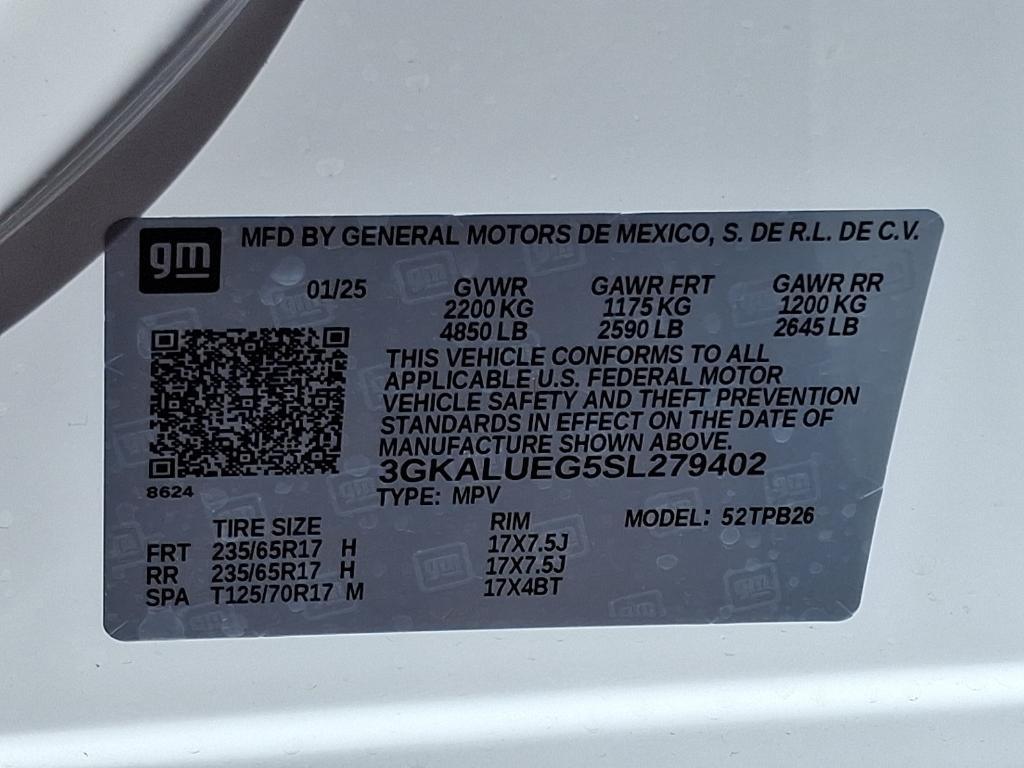 gm MFD BY GENERAL MOTORS DE MEXICO, S. DE R.L. DE C.V.
01/25 GVWR GAWR FRT GAWR RR
2200 KG 1175 KG 1200 KG
4850 LB 2590 LB 2645 LB
THIS VEHICLE CONFORMS TO ALL
APPLICABLE U.S. FEDERAL MOTOR
VEHICLE SAFETY AND THEFT PREVENTION
STANDARDS IN EFFECT ON THE DATE OF
MANUFACTURE SHOWN ABOVE.
3GKALUEG5SL279402
8624 TYPE: MPV
TIRE SIZE RIM MODEL: 52TPB26
FRT 235/65R17 H 17X7.5J
RR 235/65R17 H 17X7.5J
SPA T125/70R17 M 17X4BT